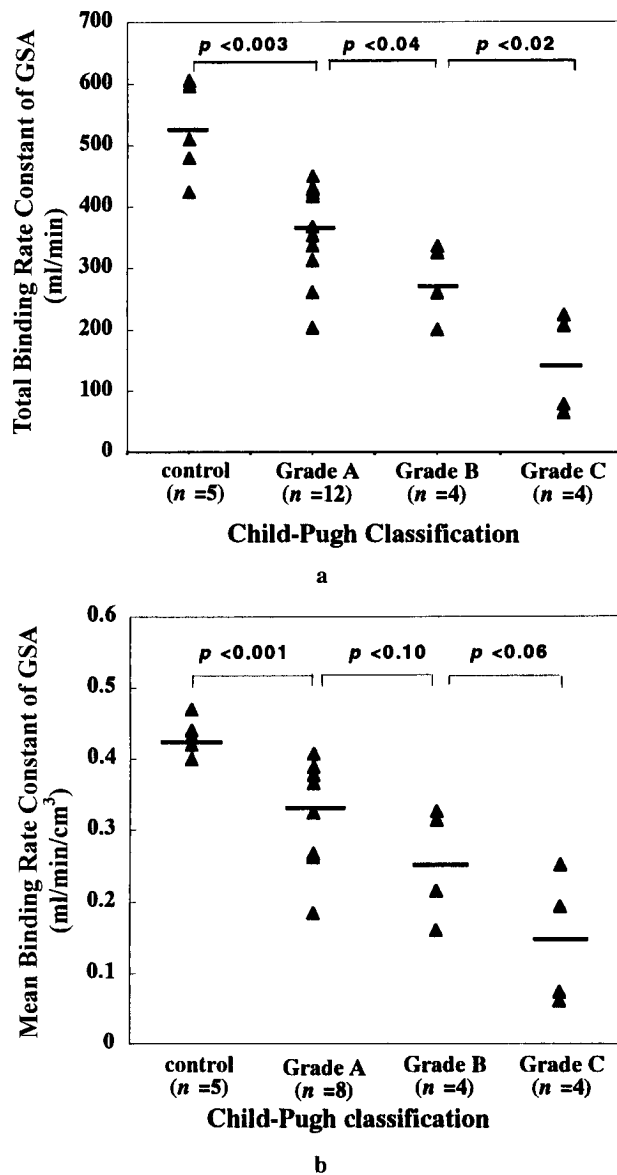 p <0.003 p <0.04 p <0.02
Total Binding Rate Constant of GSA
(ml/min)
700
600
500
400
300
200
100
0
control Grade A Grade B Grade C
(n =5) (n =12) (n =4) (n =4)
Child-Pugh Classification
a
p <0.001 p <0.10 p <0.06
Mean Binding Rate Constant of GSA
(ml/min/cm³)
0.6
0.5
0.4
0.3
0.2
0.1
0
control Grade A Grade B Grade C
(n =5) (n =8) (n =4) (n =4)
Child-Pugh classification
b